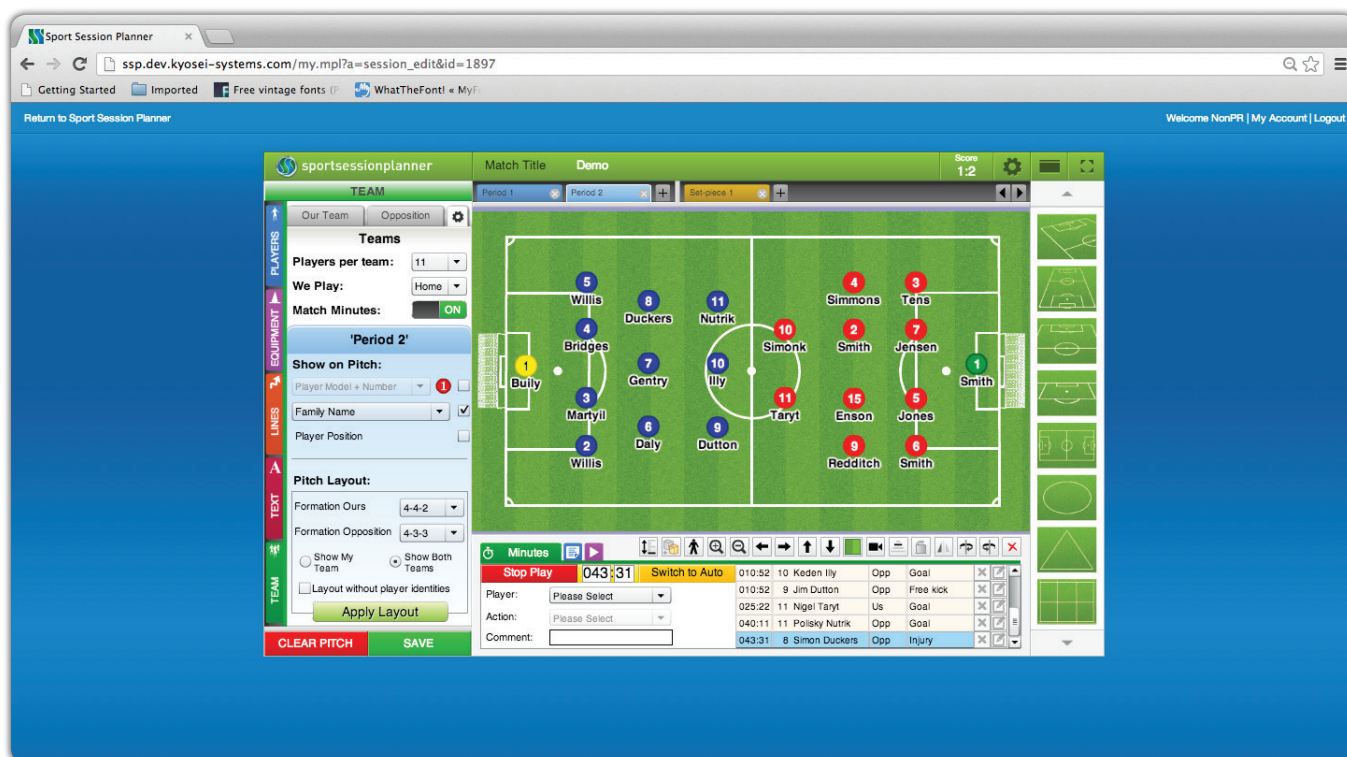 Sport Session Planner
ssp.dev.kyosei-systems.com/my.mpl?a=session_edit&id=1897
Getting Started Imported Free vintage fonts WhatTheFont! « MyF
Return to Sport Session Planner
Welcome NonPR | My Account | Logout
sportsessionplanner
Match Title Demo
Score
1:2
TEAM
Period 1 Period 2 + Set-piece 1 +
PLAYERS
EQUIPMENT
LINES
A TEXT
TEAM
Our Team Opposition
Teams
Players per team: 11
We Play: Home
Match Minutes: ON
'Period 2'
Show on Pitch:
Player Model + Number 1
Family Name
Player Position
Pitch Layout:
Formation Ours 4-4-2
Formation Opposition 4-3-3
Show My Team
Show Both Teams
Layout without player identities
Apply Layout
CLEAR PITCH SAVE
1
Builly
5
Willis
4
Bridges
3
Martyil
2
Willis
8
Duckers
7
Gentry
6
Daly
11
Nutrik
10
Illy
9
Dutton
10
Simonk
11
Taryt
4
Simmons
2
Smith
15
Enson
9
Redditch
3
Tens
7
Jensen
5
Jones
6
Smith
1
Smith
Minutes
Stop Play 043:31 Switch to Auto
Player: Please Select
Action: Please Select
Comment:
010:52 10 Keden Illy Opp Goal
010:52 9 Jim Dutton Opp Free kick
025:22 11 Nigel Taryt Us Goal
040:11 11 Polisky Nutrik Opp Goal
043:31 8 Simon Duckers Opp Injury